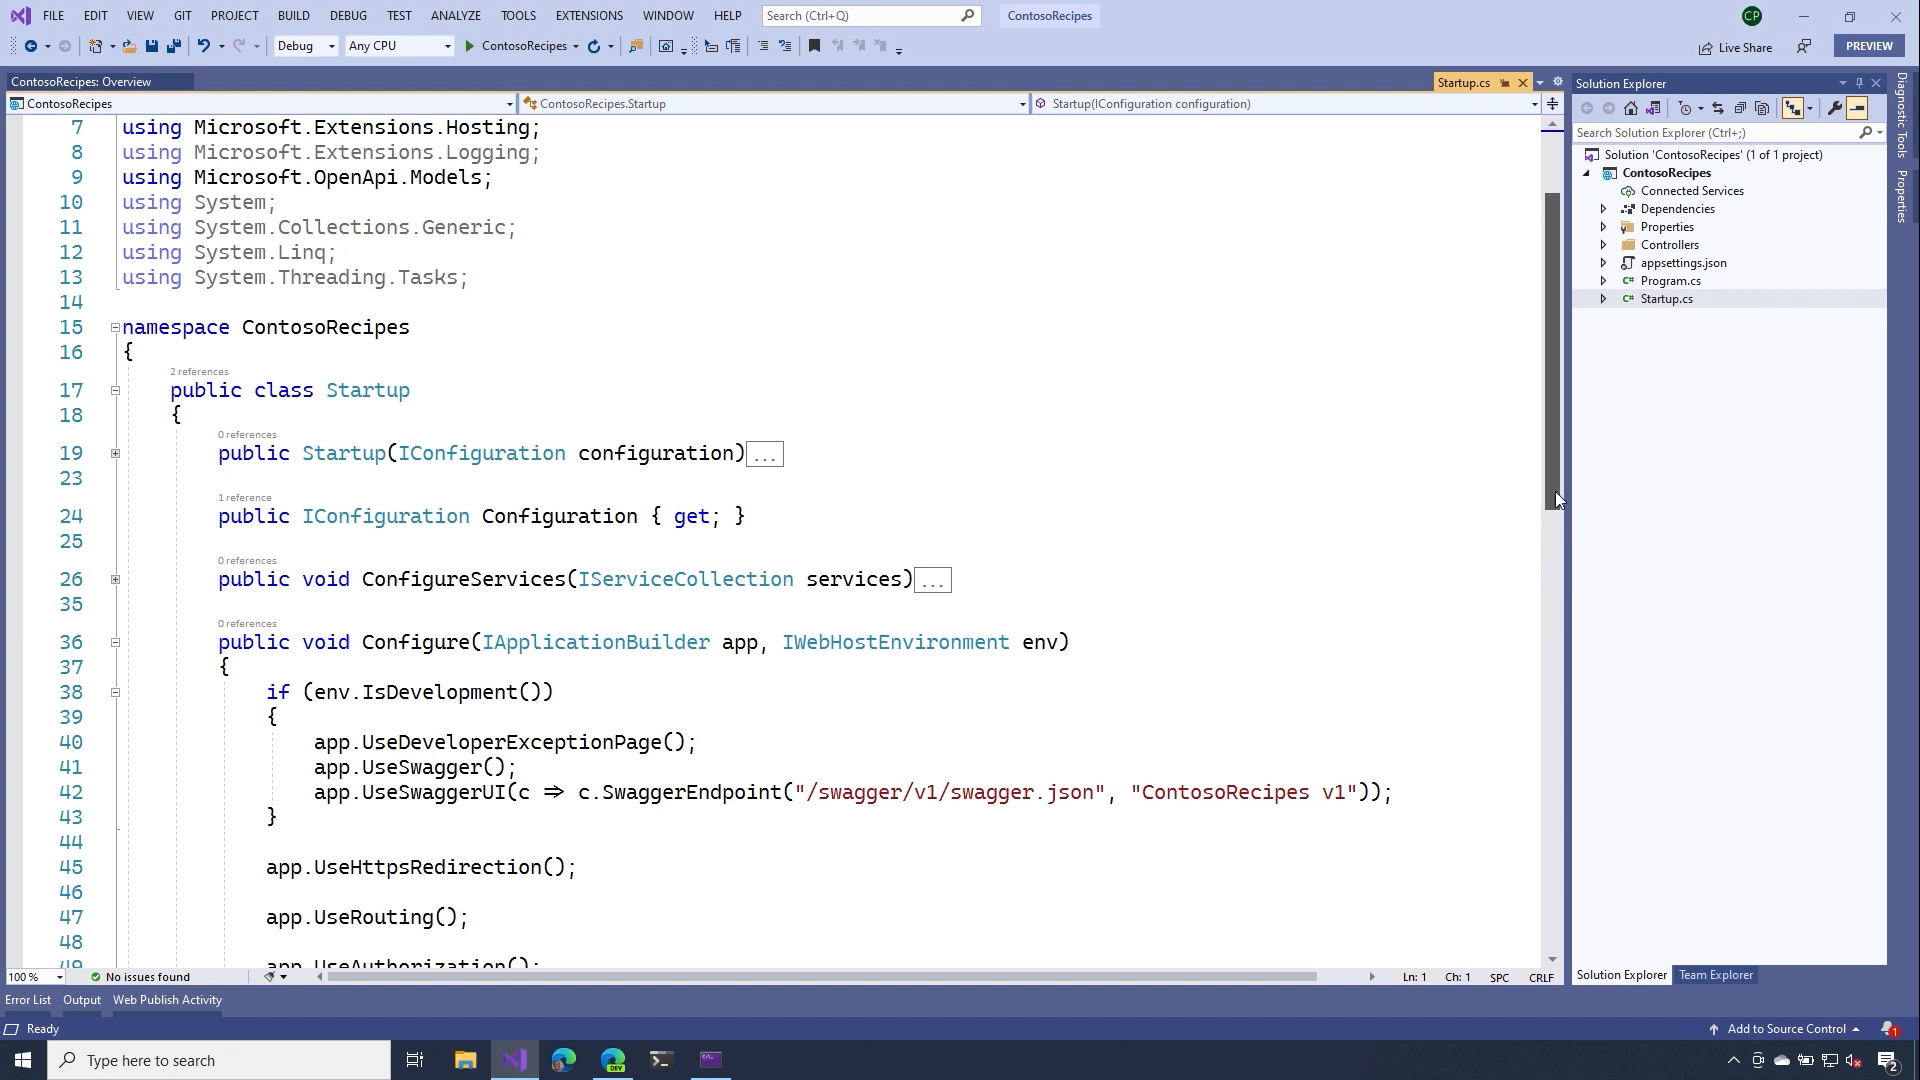 FILE EDIT VIEW GIT PROJECT BUILD DEBUG TEST ANALYZE TOOLS EXTENSIONS WINDOW HELP Search (Ctrl+Q) ContosoRecipes CP
Debug Any CPU ContosoRecipes Live Share PREVIEW
ContosoRecipes: Overview Startup.cs
ContosoRecipes ContosoRecipes.Startup Startup(IConfiguration configuration)
7 using Microsoft.Extensions.Hosting;
8 using Microsoft.Extensions.Logging;
9 using Microsoft.OpenApi.Models;
10 using System;
11 using System.Collections.Generic;
12 using System.Linq;
13 using System.Threading.Tasks;
14
15 namespace ContosoRecipes
16 {
2 references
17 public class Startup
18 {
0 references
19 public Startup(IConfiguration configuration)...
23
1 reference
24 public IConfiguration Configuration { get; }
25
0 references
26 public void ConfigureServices(IServiceCollection services)...
35
0 references
36 public void Configure(IApplicationBuilder app, IWebHostEnvironment env)
37 {
38 if (env.IsDevelopment())
39 {
40 app.UseDeveloperExceptionPage();
41 app.UseSwagger();
42 app.UseSwaggerUI(c => c.SwaggerEndpoint("/swagger/v1/swagger.json", "ContosoRecipes v1"));
43 }
44
45 app.UseHttpsRedirection();
46
47 app.UseRouting();
48
49 app.UseAuthorization();
100 % No issues found Ln: 1 Ch: 1 SPC CRLF
Solution Explorer
Search Solution Explorer (Ctrl+;)
Solution 'ContosoRecipes' (1 of 1 project)
ContosoRecipes
Connected Services
Dependencies
Properties
Controllers
appsettings.json
C# Program.cs
C# Startup.cs
Solution Explorer Team Explorer
Diagnostic Tools
Properties
Error List Output Web Publish Activity
Ready Add to Source Control 1
Type here to search DEV 2